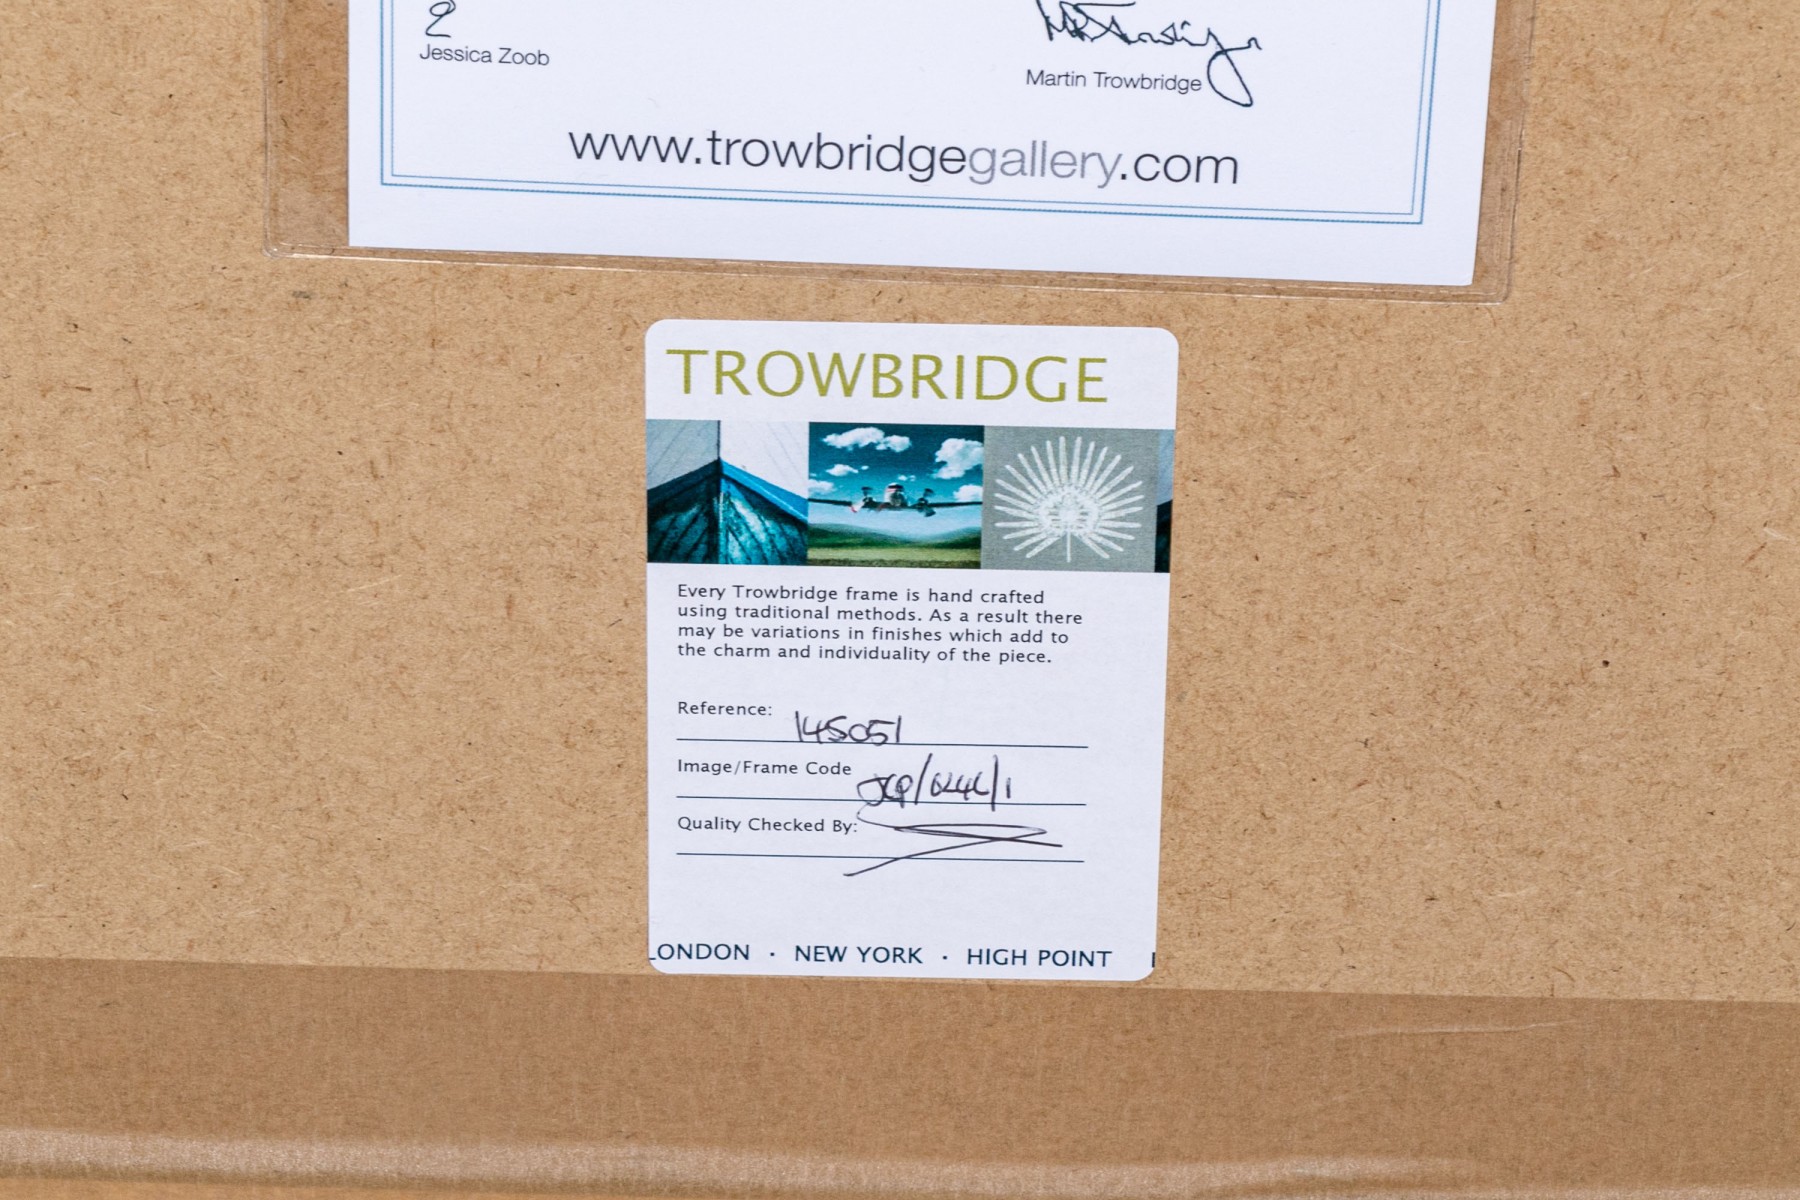 Jessica Zoob
Martin Trowbridge
www.trowbridgegallery.com
TROWBRIDGE
Every Trowbridge frame is hand crafted
using traditional methods. As a result there
may be variations in finishes which add to
the charm and individuality of the piece.
Reference: 145051
Image/Frame Code
Quality Checked By:
LONDON · NEW YORK · HIGH POINT